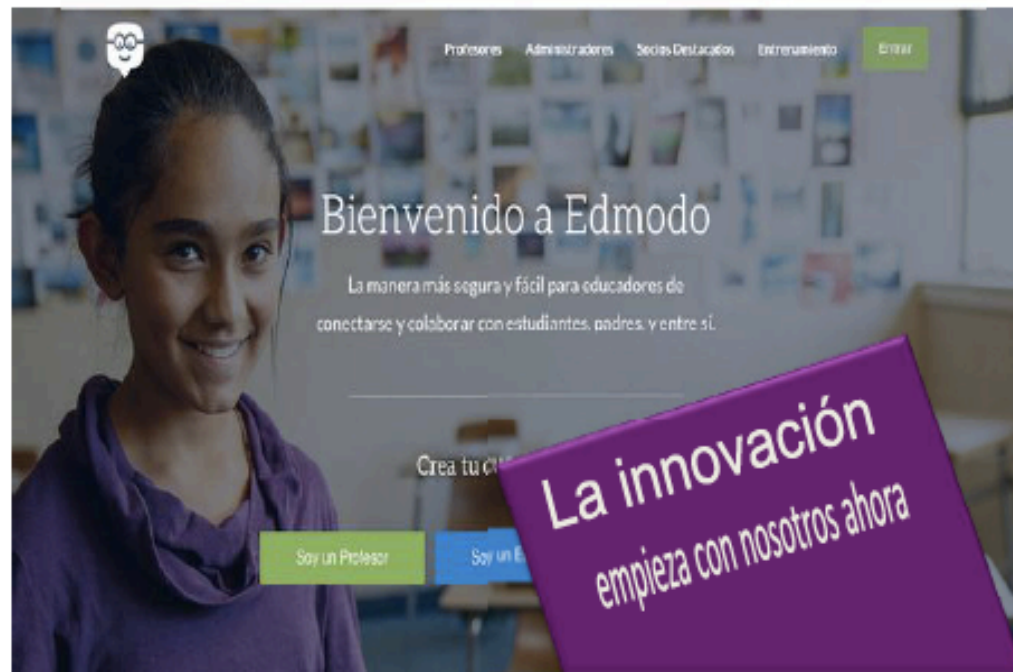 Profesores Administradores Socios Destacados Entrenamiento Entrar
Bienvenido a Edmodo
La manera más segura y fácil para educadores de
conectarse y colaborar con estudiantes, padres, y entre sí.
Crea tu
Soy un Profesor Soy un E
La innovación
empieza con nosotros ahora